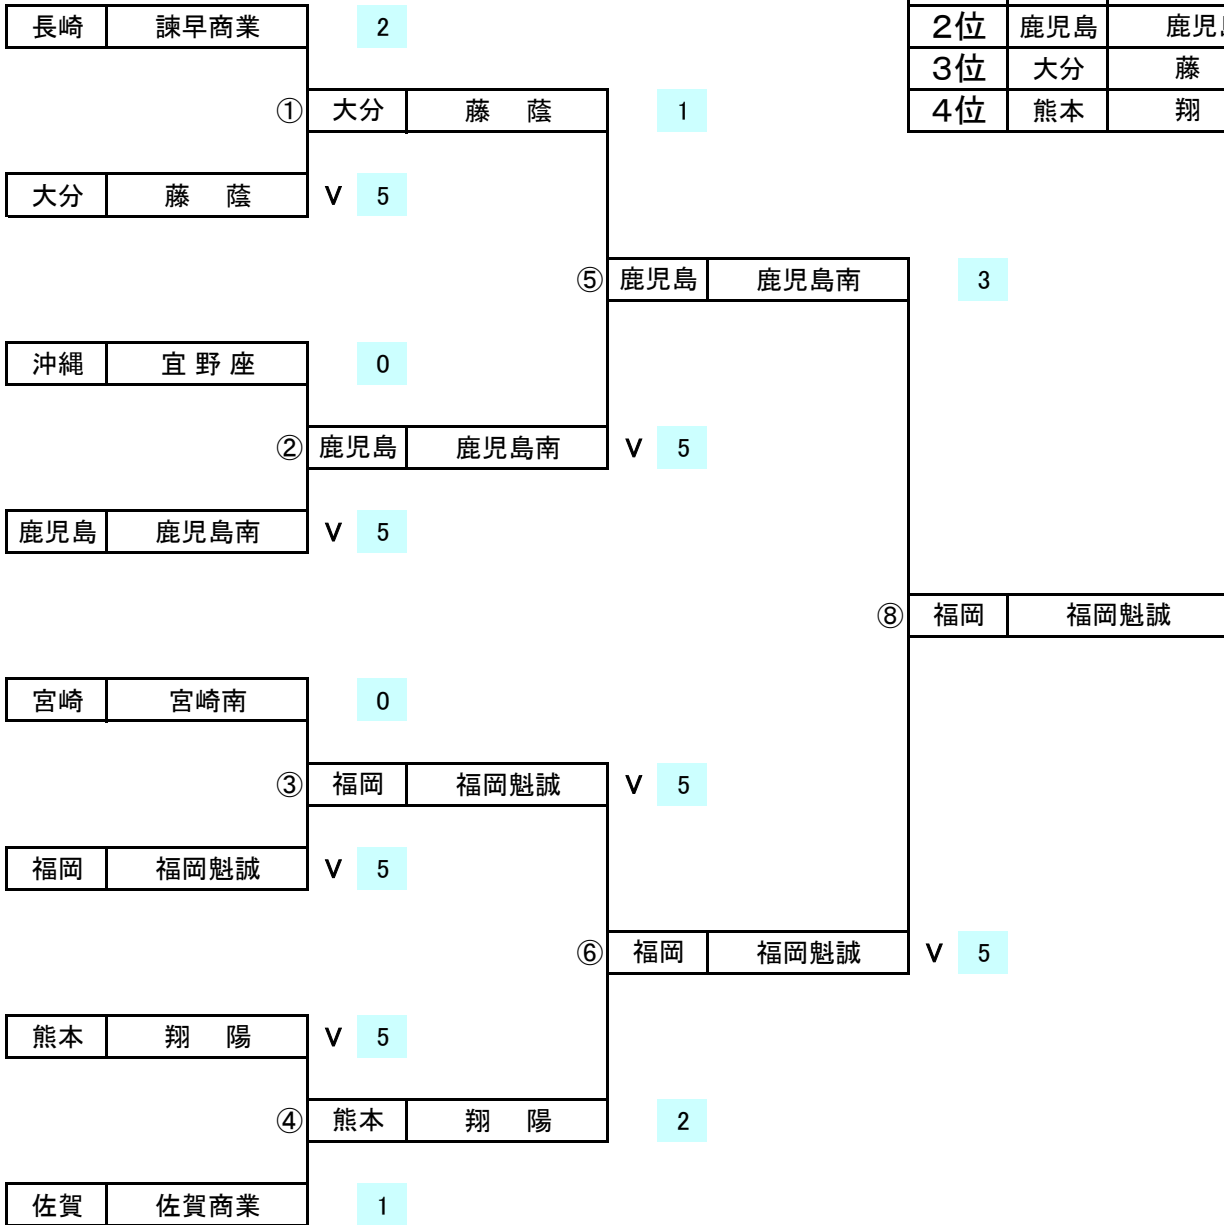 長崎 諫早商業 2
2位 鹿児島
3位 大分 藤
① 大分 藤 蔭 1
4位 熊本 翔
大分 藤 蔭 V 5
⑤ 鹿児島 鹿児島南 3
沖縄 宜野座 0
② 鹿児島 鹿児島南 V 5
鹿児島 鹿児島南 V 5
⑧ 福岡 福岡魁誠
宮崎 宮崎南 0
③ 福岡 福岡魁誠 V 5
福岡 福岡魁誠 V 5
⑥ 福岡 福岡魁誠 V 5
熊本 翔 陽 V 5
④ 熊本 翔 陽 2
佐賀 佐賀商業 1